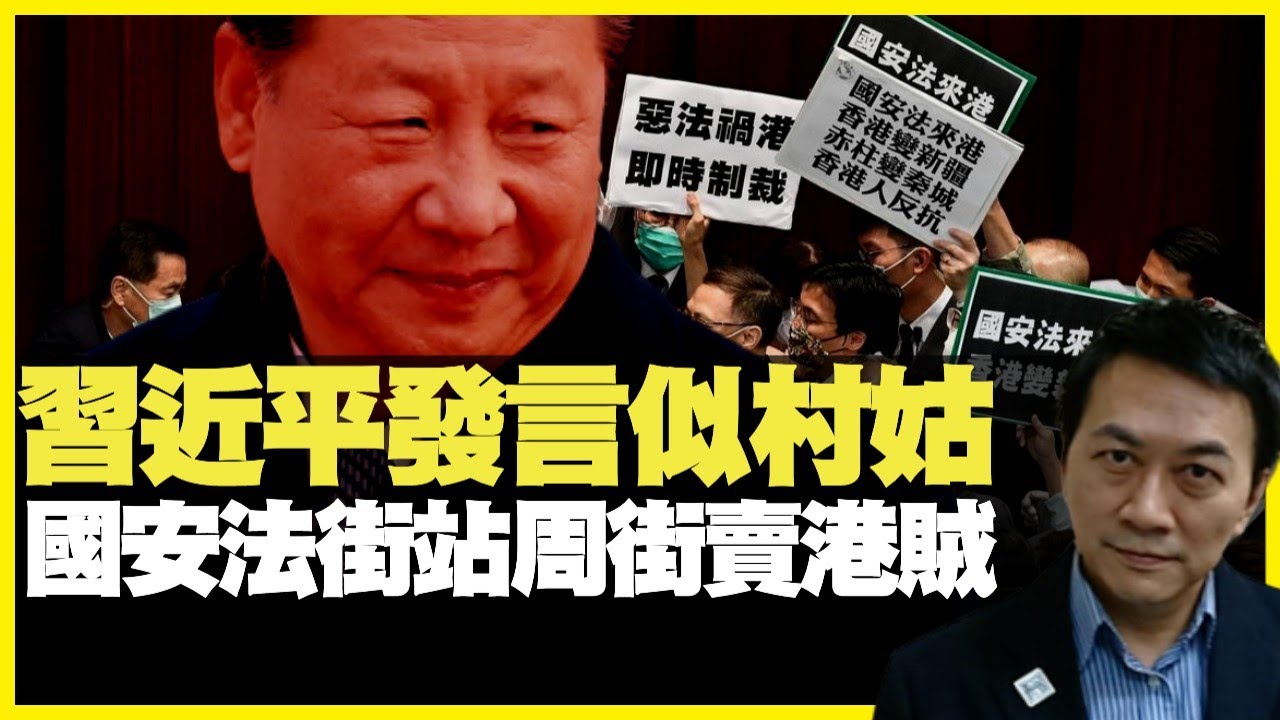 國安法來港
惡法禍港
即時制裁
國安法來港
香港變新疆
赤柱變秦城
香港人反抗
國安法來
香港變
習近平發言似村姑
國安法街站周街賣港賊